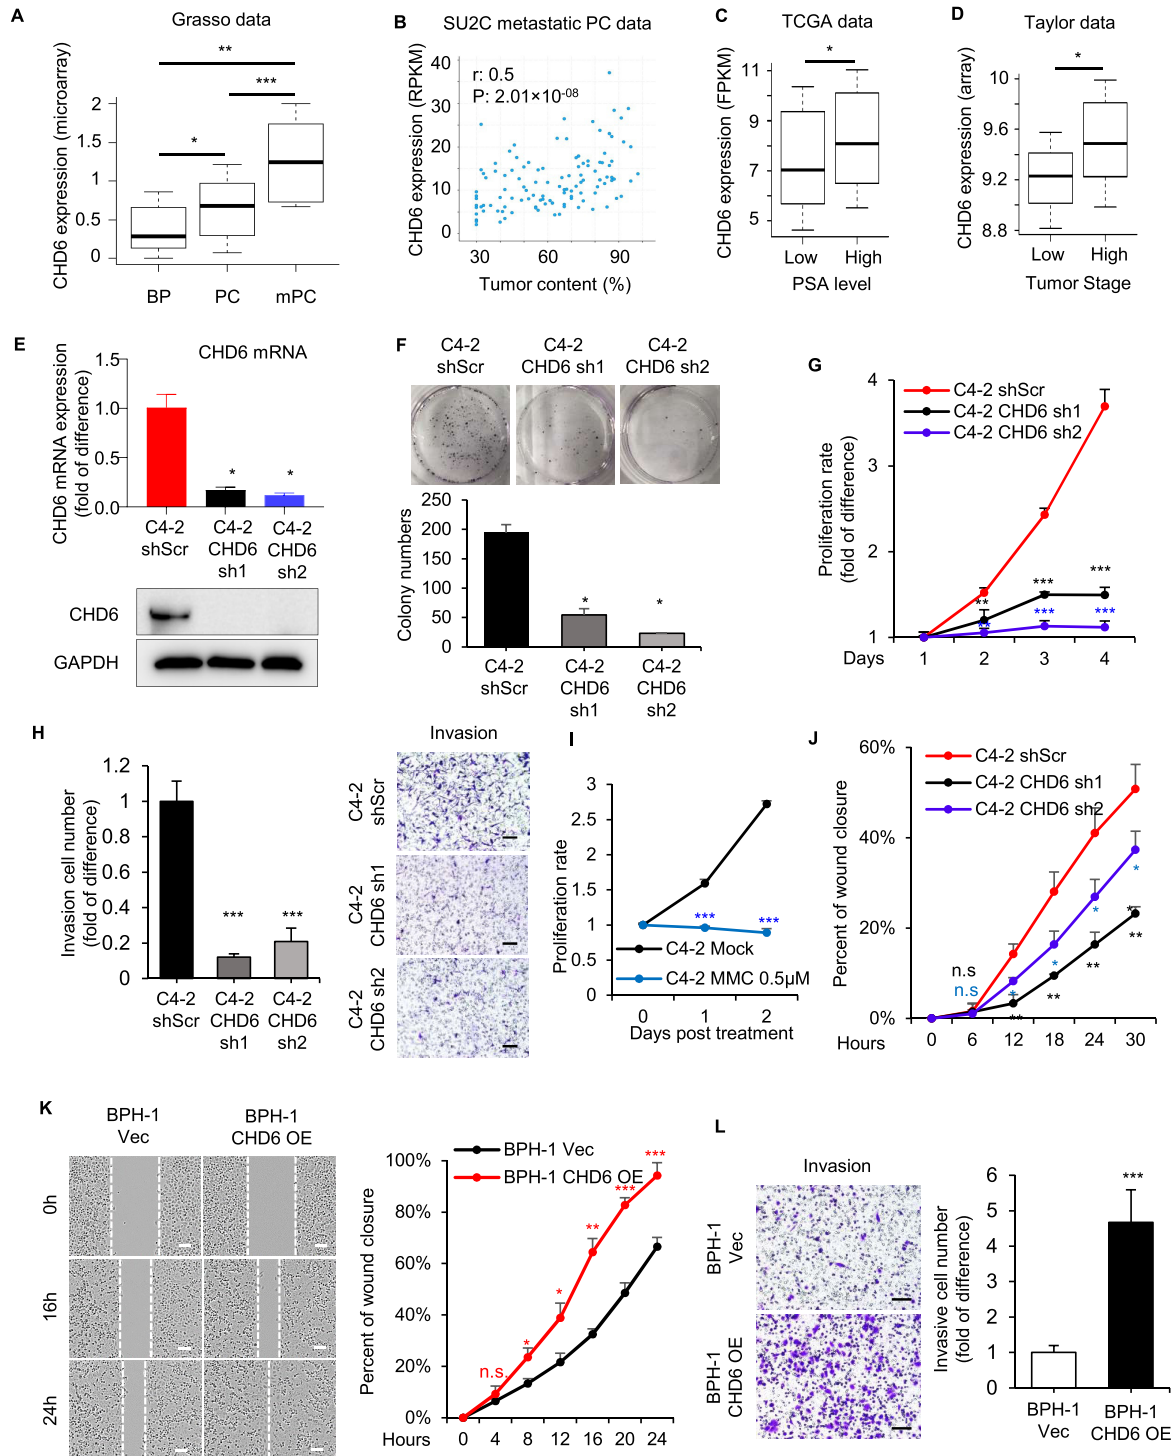 A
Grasso data
CHD6 expression (microarray)
**
***
*
2
1.5
1
0.5
0
BP
PC
mPC
B
SU2C metastatic PC data
CHD6 expression (RPKM)
r: 0.5
P: 2.01×10-08
40
30
20
10
0
30
60
90
Tumor content (%)
C
TCGA data
CHD6 expression (FPKM)
*
11
9
7
5
Low
High
PSA level
D
Taylor data
CHD6 expression (array)
*
10
9.6
9.2
8.8
Low
High
Tumor Stage
E
CHD6 mRNA
CHD6 mRNA expression
(fold of difference)
1.5
1.0
0.5
0.0
*
*
C4-2
shScr
C4-2
CHD6
sh1
C4-2
CHD6
sh2
CHD6
GAPDH
F
C4-2
shScr
C4-2
CHD6 sh1
C4-2
CHD6 sh2
Colony numbers
250
200
150
100
50
0
*
*
C4-2
shScr
C4-2
CHD6
sh1
C4-2
CHD6
sh2
G
Proliferation rate
(fold of difference)
C4-2 shScr
C4-2 CHD6 sh1
C4-2 CHD6 sh2
4
3
2
1
**
**
***
***
***
***
Days
1
2
3
4
H
Invasion cell number
(fold of difference)
1.2
1
0.8
0.6
0.4
0.2
0
***
***
C4-2
shScr
C4-2
CHD6
sh1
C4-2
CHD6
sh2
Invasion
C4-2
shScr
C4-2
CHD6 sh1
C4-2
CHD6 sh2
I
Proliferation rate
3
2.5
2
1.5
1
0.5
0
***
***
C4-2 Mock
C4-2 MMC 0.5µM
0
1
2
Days post treatment
J
Percent of wound closure
C4-2 shScr
C4-2 CHD6 sh1
C4-2 CHD6 sh2
60%
40%
20%
0%
n.s
n.s
*
**
*
**
*
**
*
*
**
Hours
0
6
12
18
24
30
K
BPH-1
Vec
BPH-1
CHD6 OE
0h
16h
24h
Percent of wound closure
BPH-1 Vec
BPH-1 CHD6 OE
100%
80%
60%
40%
20%
0%
n.s.
*
*
**
***
***
Hours
0
4
8
12
16
20
24
L
Invasion
BPH-1
Vec
BPH-1
CHD6 OE
Invasive cell number
(fold of difference)
6
5
4
3
2
1
0
***
BPH-1
Vec
BPH-1
CHD6 OE